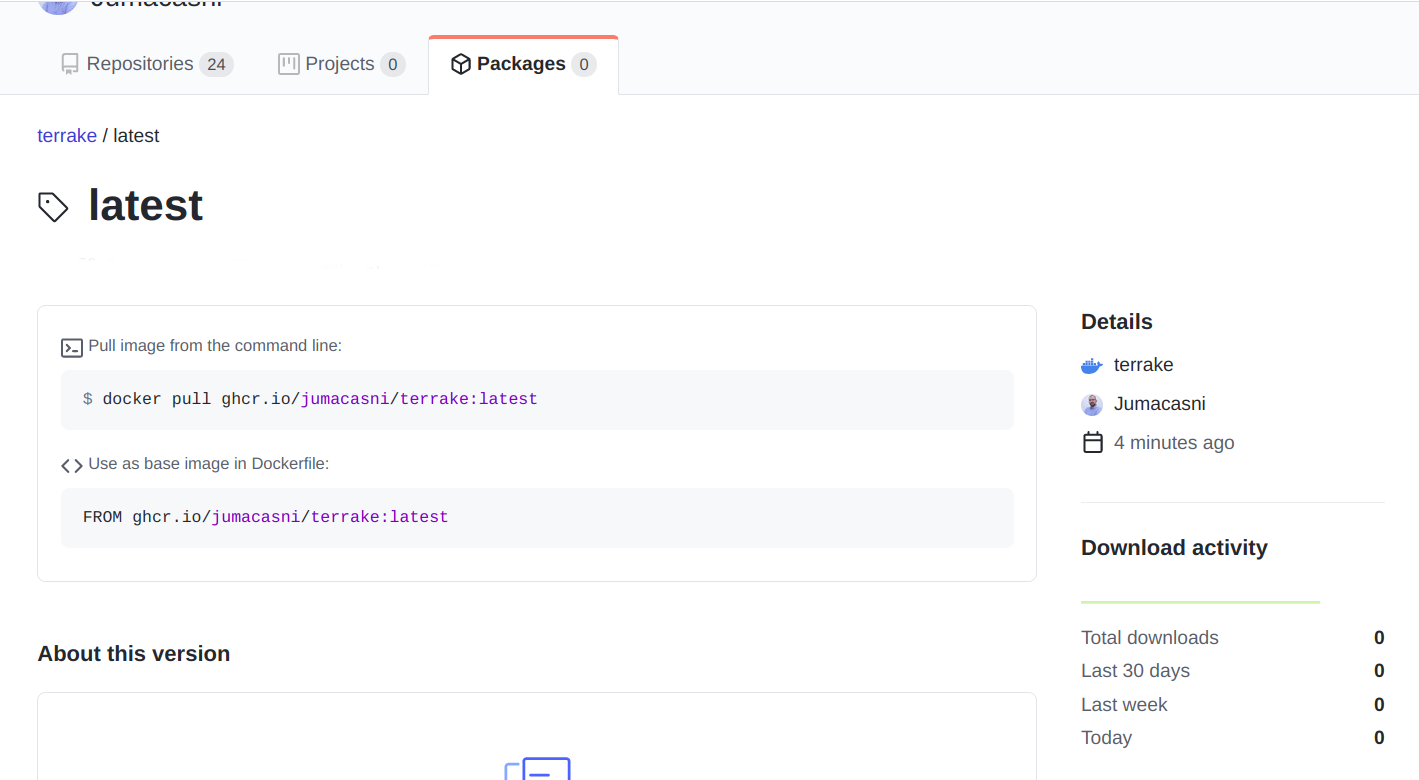 Jumacasni
Repositories 24 Projects 0 Packages 0
terrake / latest
latest
Pull image from the command line:
$ docker pull ghcr.io/jumacasni/terrake:latest
Use as base image in Dockerfile:
FROM ghcr.io/jumacasni/terrake:latest
About this version
Details
terrake
Jumacasni
4 minutes ago
Download activity
Total downloads 0
Last 30 days 0
Last week 0
Today 0